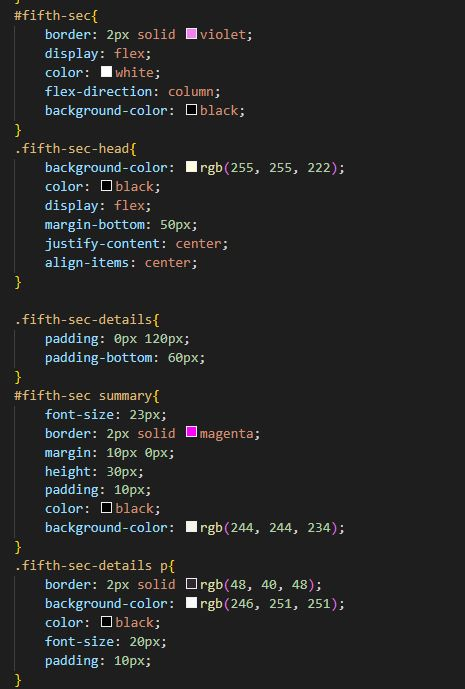 }
#fifth-sec{
    border: 2px solid violet;
    display: flex;
    color: white;
    flex-direction: column;
    background-color: black;
}
.fifth-sec-head{
    background-color: rgb(255, 255, 222);
    color: black;
    display: flex;
    margin-bottom: 50px;
    justify-content: center;
    align-items: center;
}

.fifth-sec-details{
    padding: 0px 120px;
    padding-bottom: 60px;
}
#fifth-sec summary{
    font-size: 23px;
    border: 2px solid magenta;
    margin: 10px 0px;
    height: 30px;
    padding: 10px;
    color: black;
    background-color: rgb(244, 244, 234);
}
.fifth-sec-details p{
    border: 2px solid rgb(48, 40, 48);
    background-color: rgb(246, 251, 251);
    color: black;
    font-size: 20px;
    padding: 10px;
}